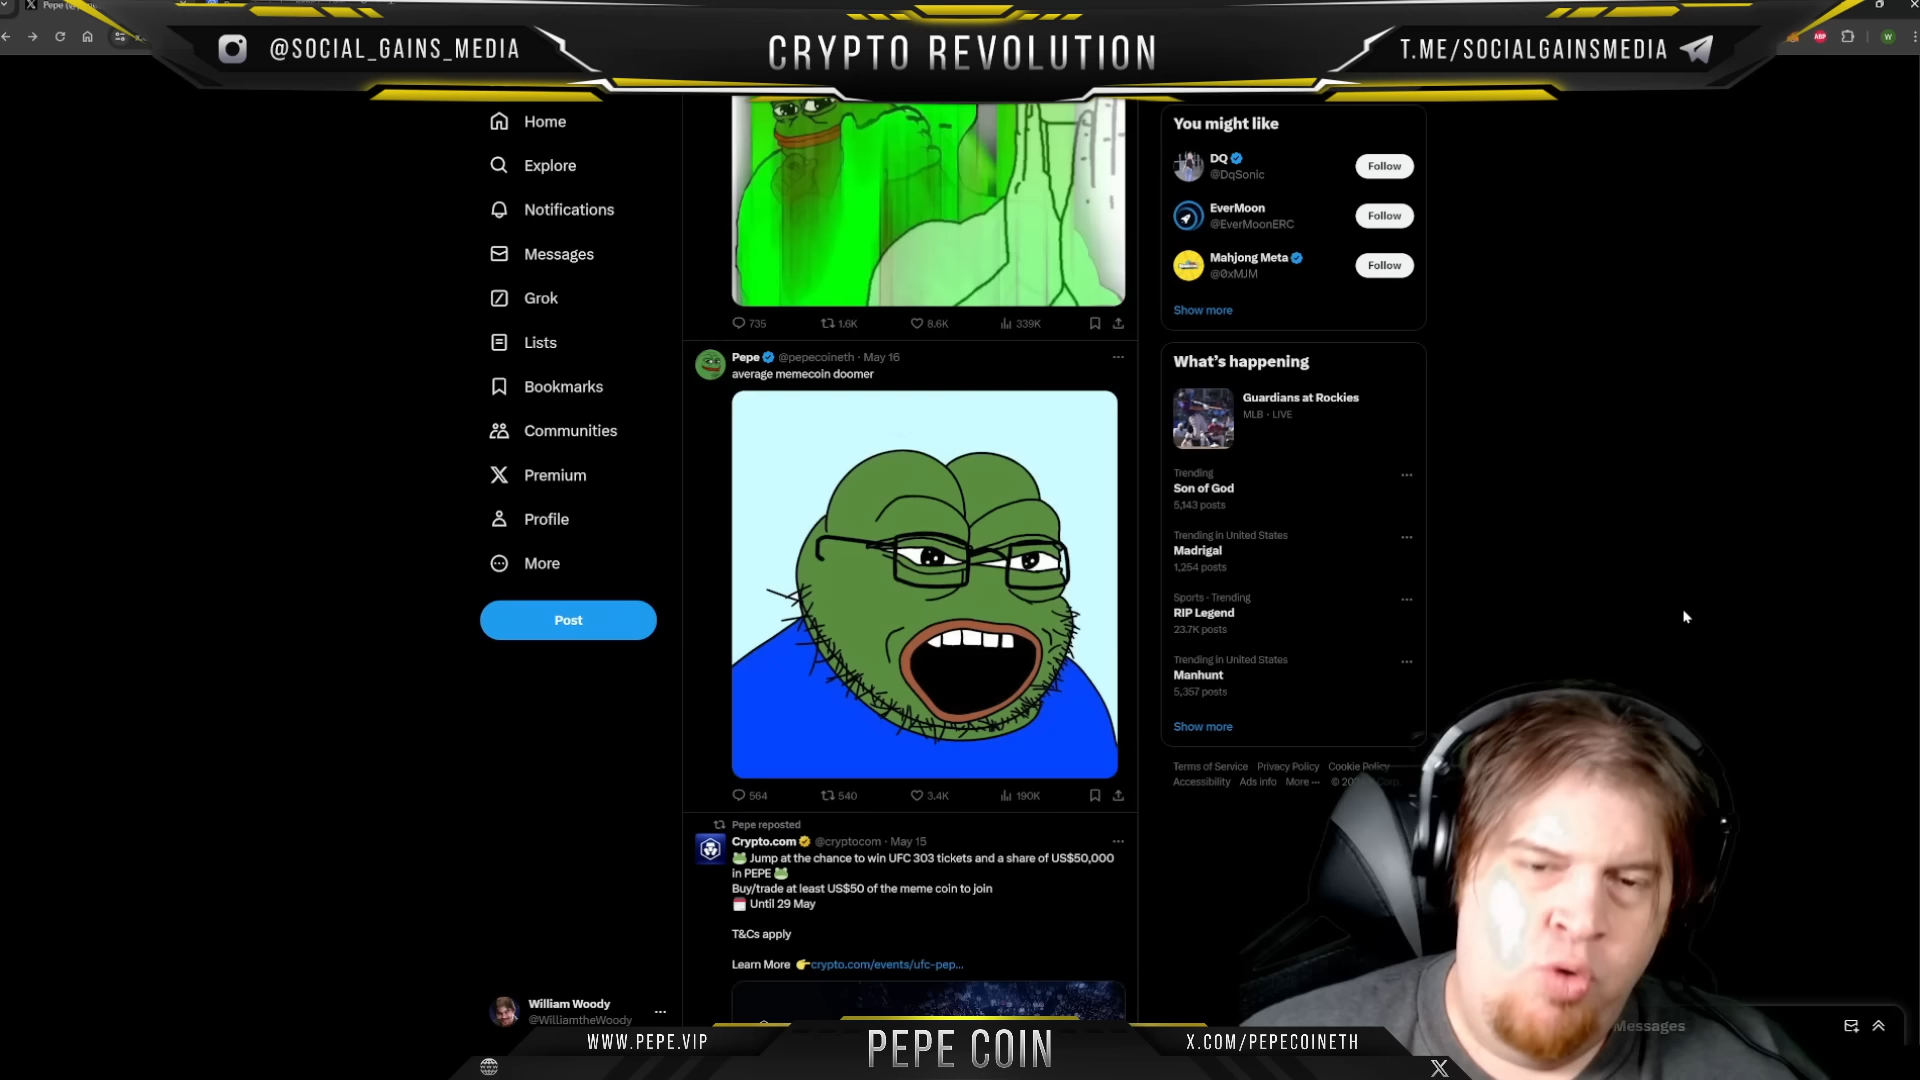 Pepe
@SOCIAL_GAINS_MEDIA
CRYPTO REVOLUTION
T.ME/SOCIALGAINSMEDIA
ABP
W
Home
Explore
Notifications
Messages
Grok
Lists
Bookmarks
Communities
Premium
Profile
More
Post
William Woody
@WilliamtheWoody
735
1.6K
8.6K
339K
Pepe @pepecoineth · May 16
average memecoin doomer
564
540
3.4K
190K
Pepe reposted
Crypto.com @cryptocom · May 15
Jump at the chance to win UFC 303 tickets and a share of US$50,000
in PEPE
Buy/trade at least US$50 of the meme coin to join
Until 29 May
T&Cs apply
Learn More crypto.com/events/ufc-pep...
You might like
DQ
@DqSonic
Follow
EverMoon
@EverMoonERC
Follow
Mahjong Meta
@0xMJM
Follow
Show more
What's happening
Guardians at Rockies
MLB · LIVE
Trending
Son of God
5,143 posts
Trending in United States
Madrigal
1,254 posts
Sports · Trending
RIP Legend
23.7K posts
Trending in United States
Manhunt
5,357 posts
Show more
Terms of Service Privacy Policy Cookie Policy
Accessibility Ads info More ··· © Corp.
Messages
WWW.PEPE.VIP
PEPE COIN
X.COM/PEPECOINETH